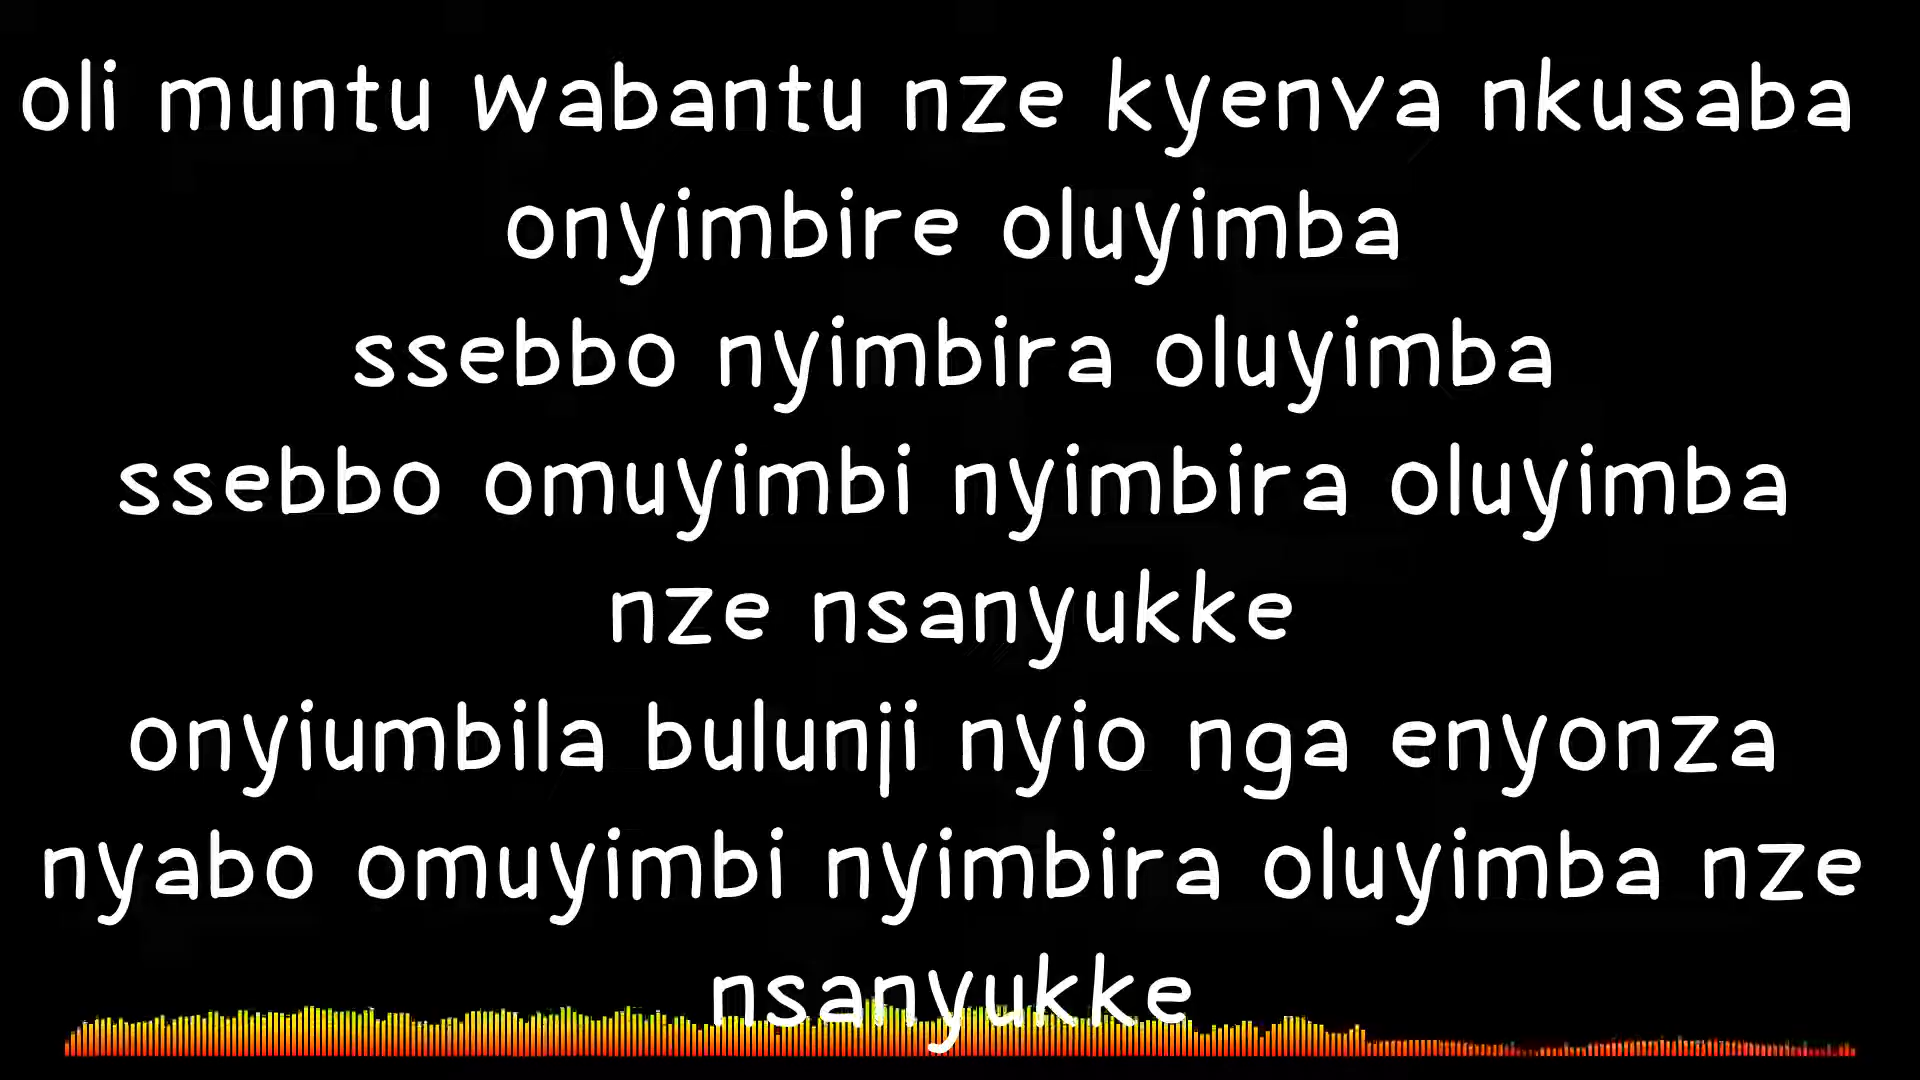 oli muntu wabantu nze kyenva nkusaba
onyimbire oluyimba
ssebbo nyimbira oluyimba
ssebbo omuyimbi nyimbira oluyimba
nze nsanyukke
onyiumbila bulunji nyio nga enyonza
nyabo omuyimbi nyimbira oluyimba nze
nsanyukke